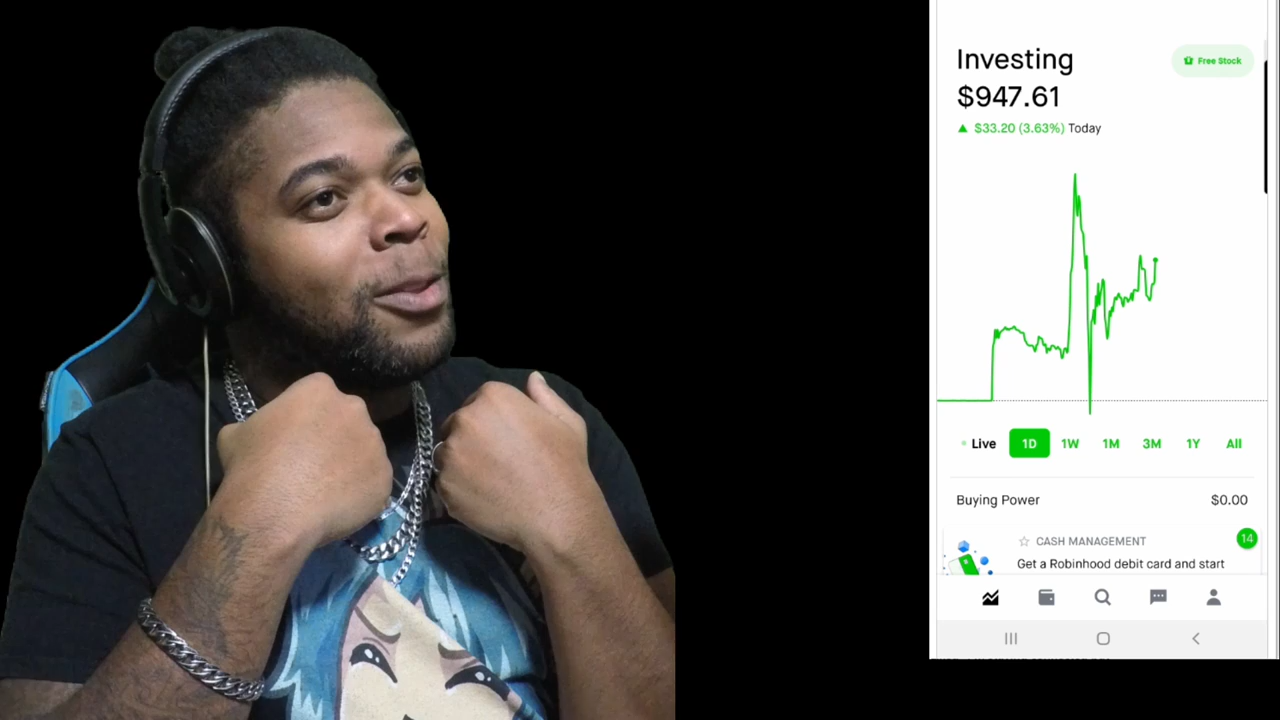 Investing
Free Stock
$947.61
▲ $33.20 (3.63%) Today
Live 1D 1W 1M 3M 1Y All
Buying Power $0.00
CASH MANAGEMENT 14
Get a Robinhood debit card and start